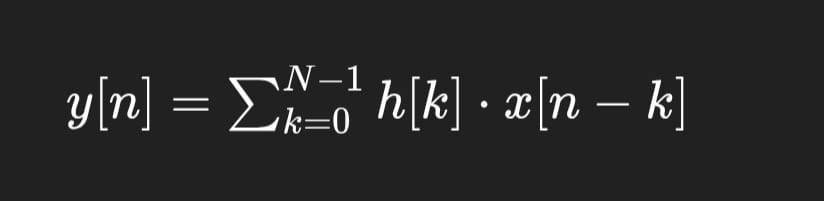 y[n] = ∑_{k=0}^{N−1} h[k] · x[n − k]